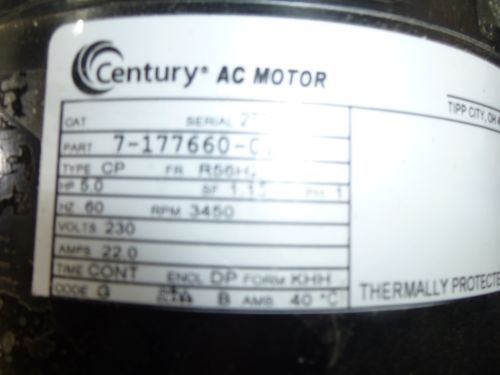 Century® AC MOTOR
TIPP CITY, OH
CAT SERIAL
PART 7-177660-
TYPE CP FR R56H
HP 5.0 SF 1.15 PH 1
HZ 60 RPM 3450
VOLTS 230
AMPS 22.0
TIME CONT ENCL DP FORM KHH
CODE G B AMB 40 °C
THERMALLY PROTECTE